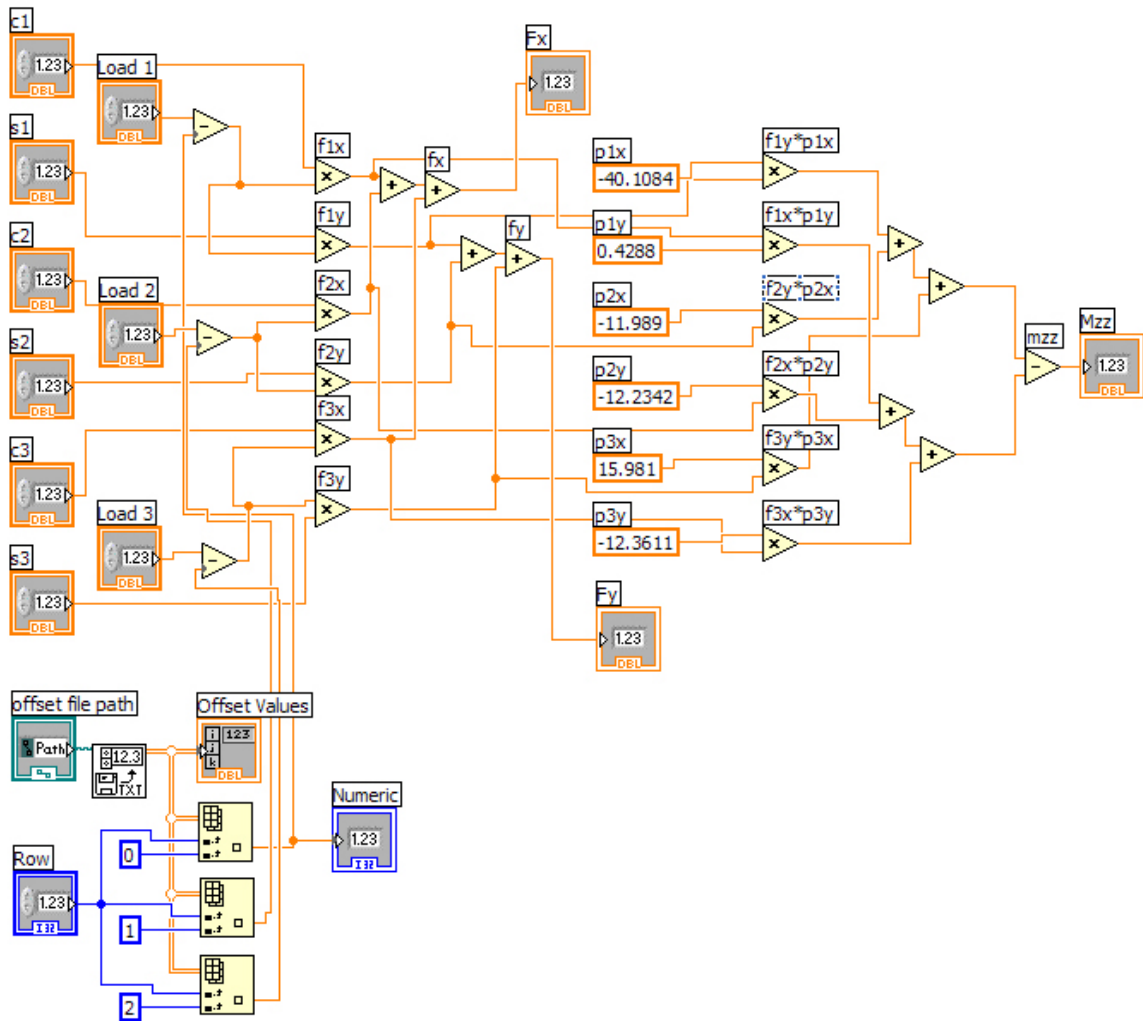 c1
1.23
DBL
Load 1
1.23
DBL
s1
1.23
DBL
c2
1.23
DBL
Load 2
1.23
DBL
s2
1.23
DBL
c3
1.23
DBL
Load 3
1.23
DBL
s3
1.23
DBL
-
-
-
f1x
×
f1y
×
f2x
×
f2y
×
f3x
×
f3y
×
+
fx
+
+
fy
+
Fx
1.23
DBL
p1x
-40.1084
p1y
0.4288
p2x
-11.989
p2y
-12.2342
p3x
15.981
p3y
-12.3611
f1y*p1x
×
f1x*p1y
×
f2y*p2x
×
f2x*p2y
×
f3y*p3x
×
f3x*p3y
×
+
+
+
+
mzz
-
Mzz
1.23
DBL
Fy
1.23
DBL
offset file path
Path
12.3
TXT
Offset Values
i
j
k
123
DBL
Numeric
1.23
I32
Row
1.23
I32
0
1
2